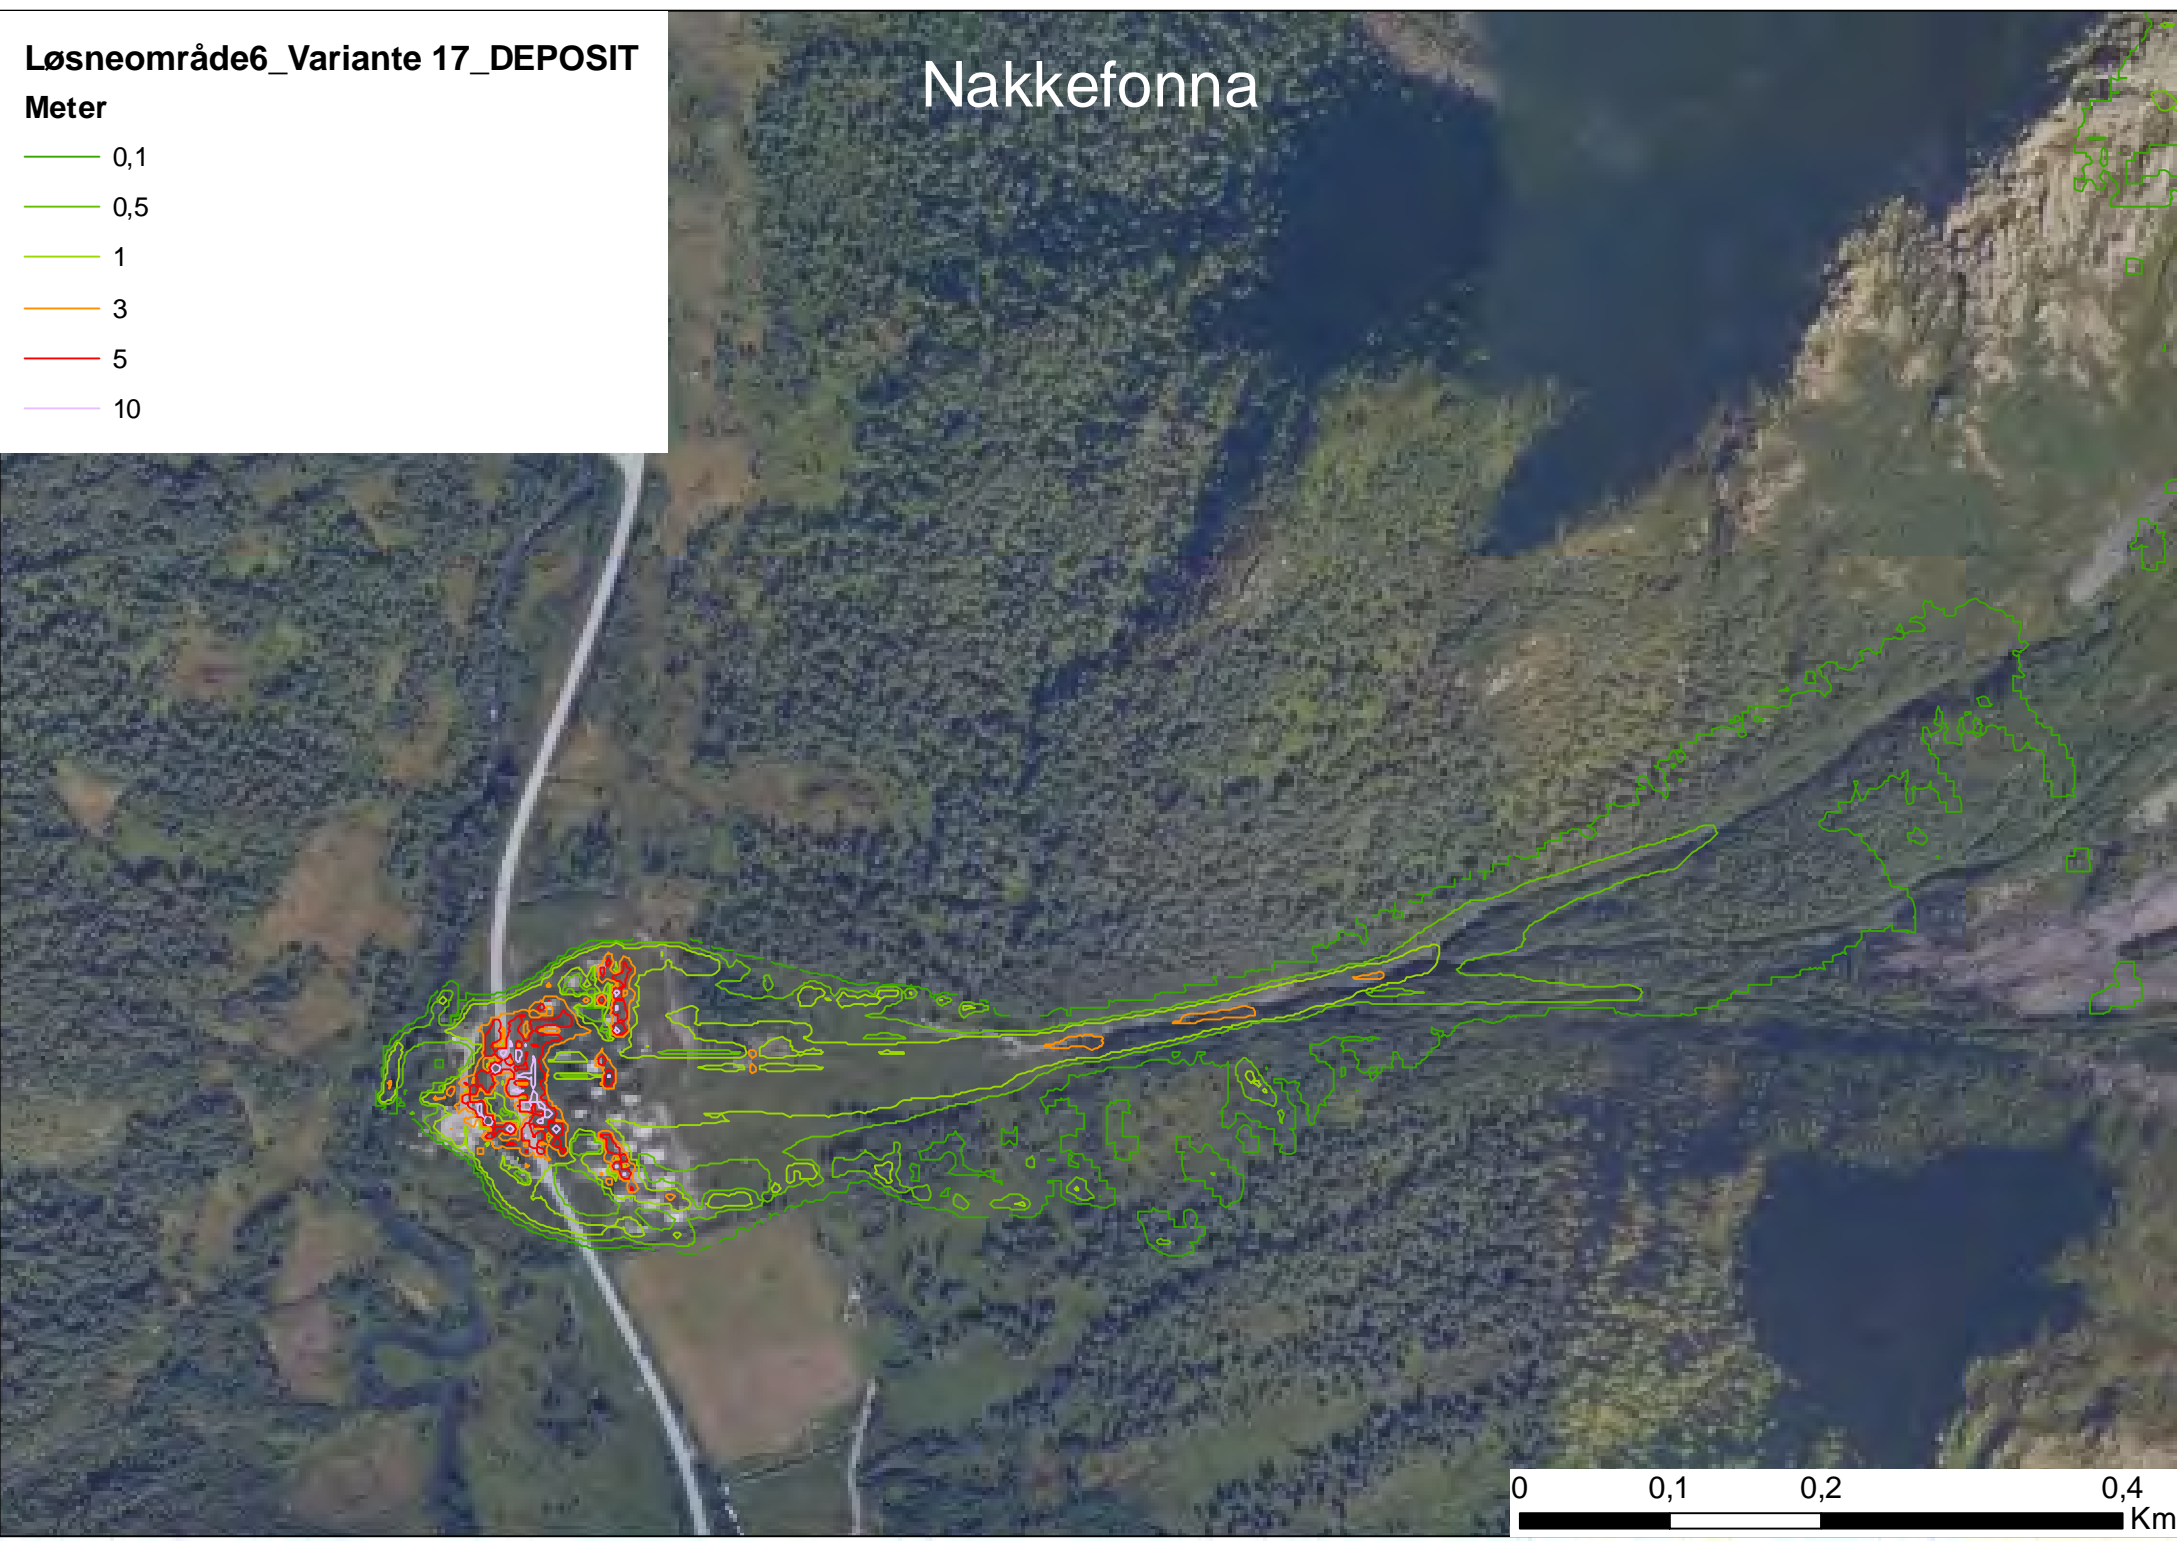 Løsneområde6_Variante 17_DEPOSIT
Meter
0,1
0,5
1
3
5
10
Nakkefonna
0 0,1 0,2 0,4
Km